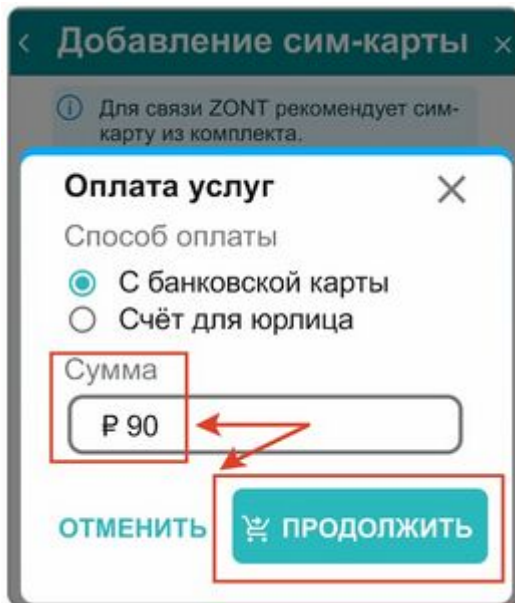 Добавление сим-карты
Для связи ZONT рекомендует сим-
карту из комплекта.
Оплата услуг
Способ оплаты
С банковской карты
Счёт для юрлица
Сумма
₽ 90
ОТМЕНИТЬ
ПРОДОЛЖИТЬ